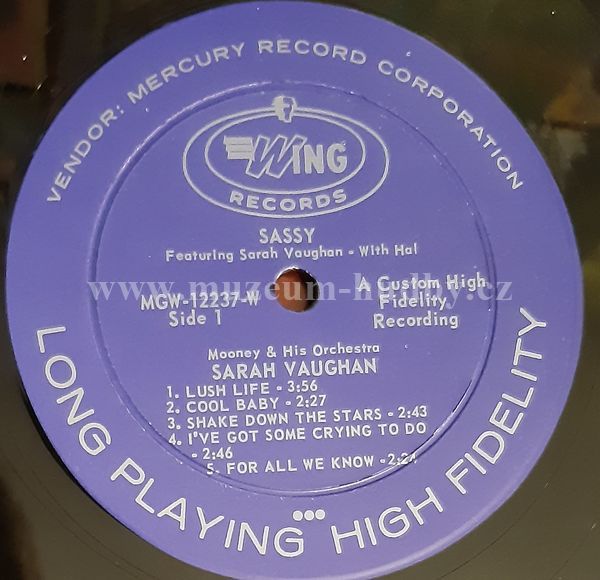 VENDOR: MERCURY RECORD CORPORATION
WING
RECORDS
SASSY
Featuring Sarah Vaughan - With Hal
www.muzeum-hudby.cz
MGW-12237-W
Side 1
A Custom High
Fidelity
Recording
Mooney & His Orchestra
SARAH VAUGHAN
1. LUSH LIFE - 3:56
2. COOL BABY - 2:27
3. SHAKE DOWN THE STARS - 2:43
4. I'VE GOT SOME CRYING TO DO
- 2:46
5. FOR ALL WE KNOW - 2:24
LONG PLAYING HIGH FIDELITY